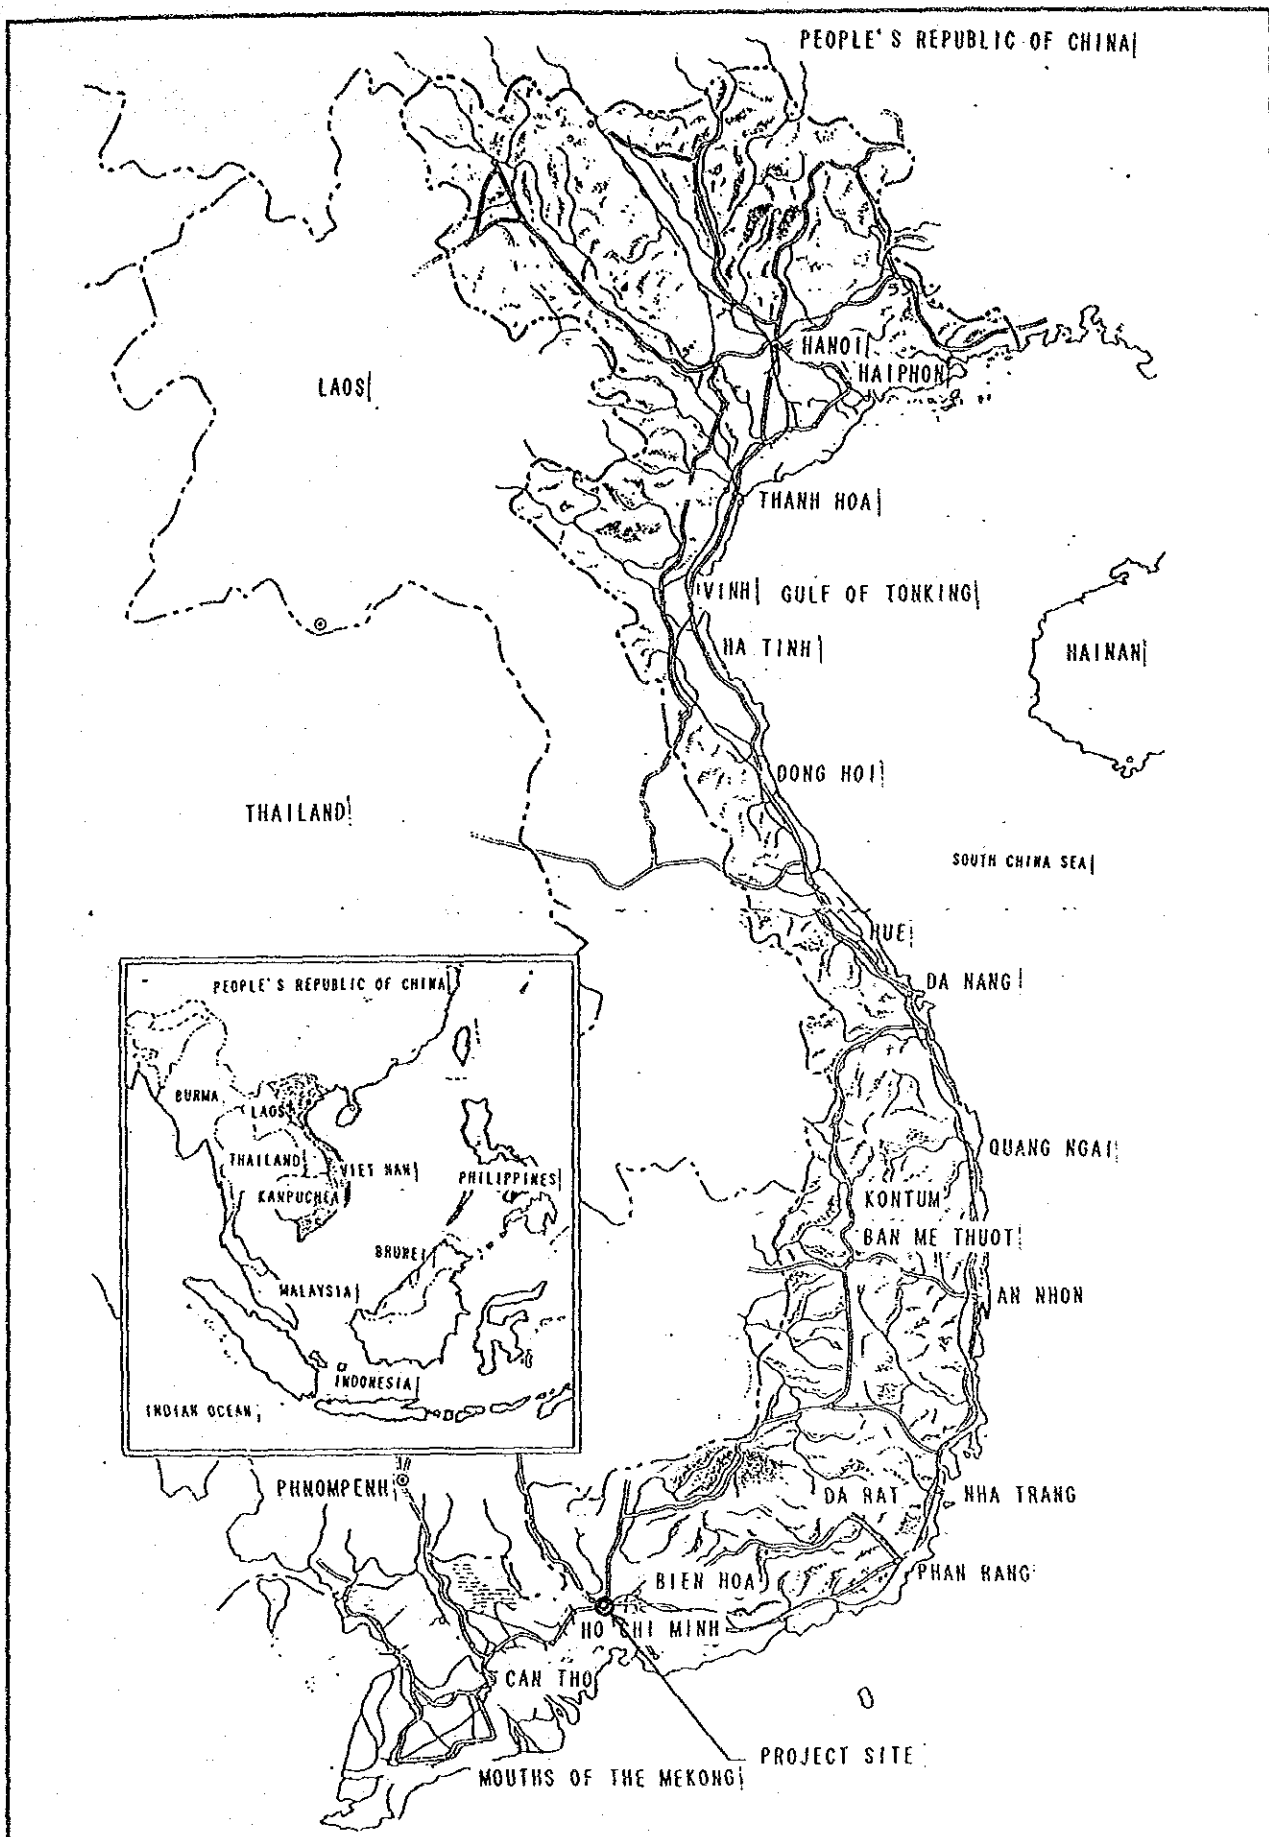 PEOPLE'S REPUBLIC OF CHINA
HANOI
HAIPHON
LAOS
THANH HOA
VINH
GULF OF TONKING
HA TINH
HAINAN
DONG HOI
THAILAND
SOUTH CHINA SEA
HUE
DA NANG
PEOPLE'S REPUBLIC OF CHINA
BURMA
LAOS
THAILAND
VIET NAN
PHILIPPINES
KANPUCHEA
BRUNEI
MALAYSIA
INDONESIA
INDIAN OCEAN
QUANG NGAI
KONTUM
BAN ME THUOT
AN NHON
PHNOMPENH
DA RAT
NHA TRANG
BIEN HOA
PHAN RANG
HO CHI MINH
CAN THO
PROJECT SITE
MOUTHS OF THE MEKONG